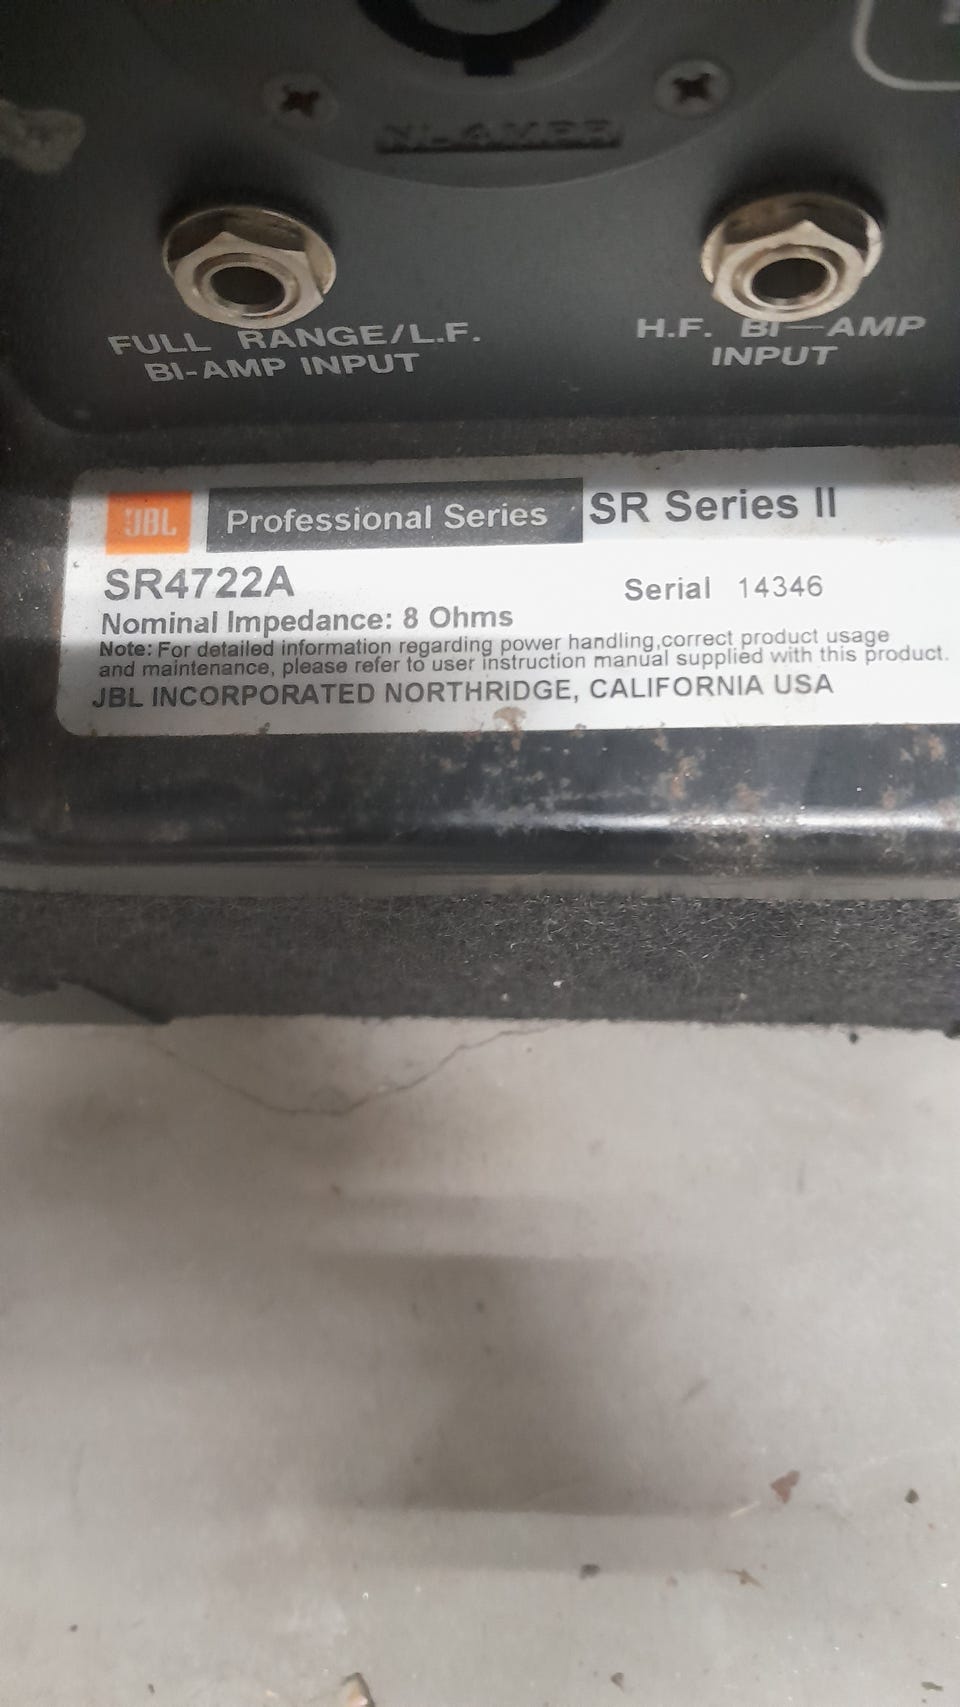 NL4MPR
FULL RANGE/L.F.
BI-AMP INPUT
H.F. BI-AMP
INPUT
JBL Professional Series SR Series II
SR4722A
Serial 14346
Nominal Impedance: 8 Ohms
Note: For detailed information regarding power handling,correct product usage
and maintenance, please refer to user instruction manual supplied with this product.
JBL INCORPORATED NORTHRIDGE, CALIFORNIA USA